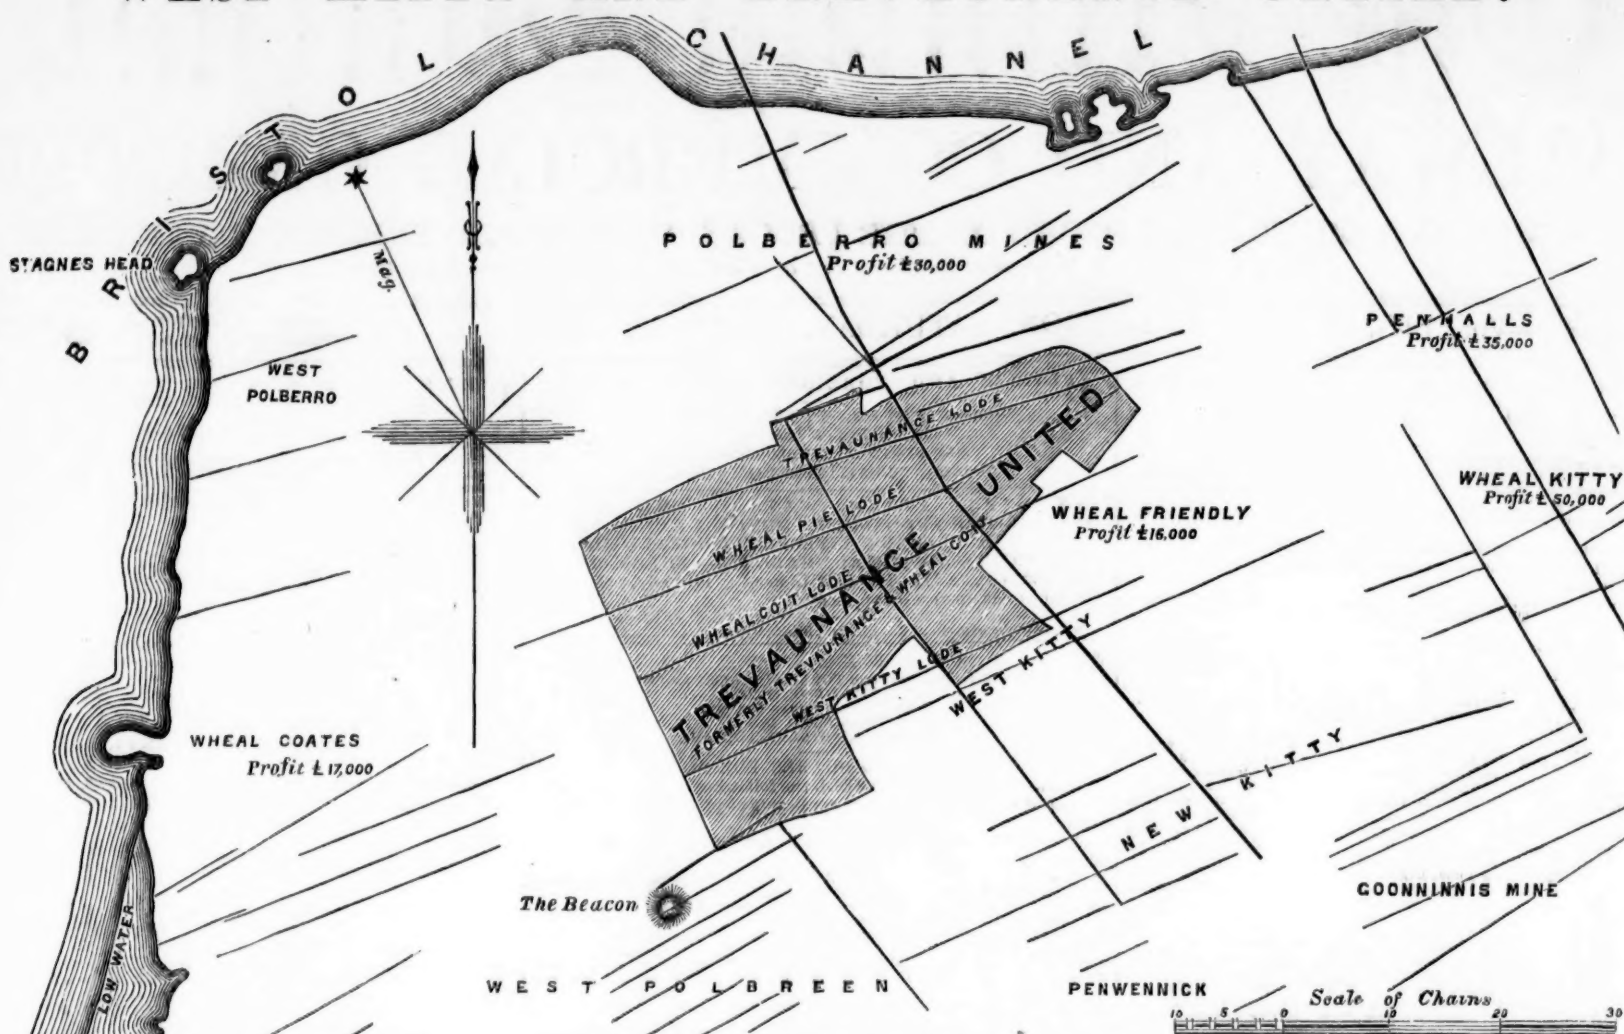 BRISTOL CHANNEL
ST AGNES HEAD
Mag.
WEST
POLBERRO
POLBERRO MINES
Profit £30,000
PENHALLS
Profit £35,000
WHEAL KITTY
Profit £50,000
WHEAL FRIENDLY
Profit £16,000
TREVAUNANCE LODE
WHEAL PIE LODE
WHEAL COIT LODE
TREVAUNANCE UNITED
FORMERLY TREVAUNANCE & WHEAL COIT
WEST KITTY LODE
WEST KITTY
NEW KITTY
WHEAL COATES
Profit £17,000
LOW WATER
The Beacon
WEST POLBREEN
GOONNINNIS MINE
PENWENNICK
Scale of Chains
10 5 0 10 20 30